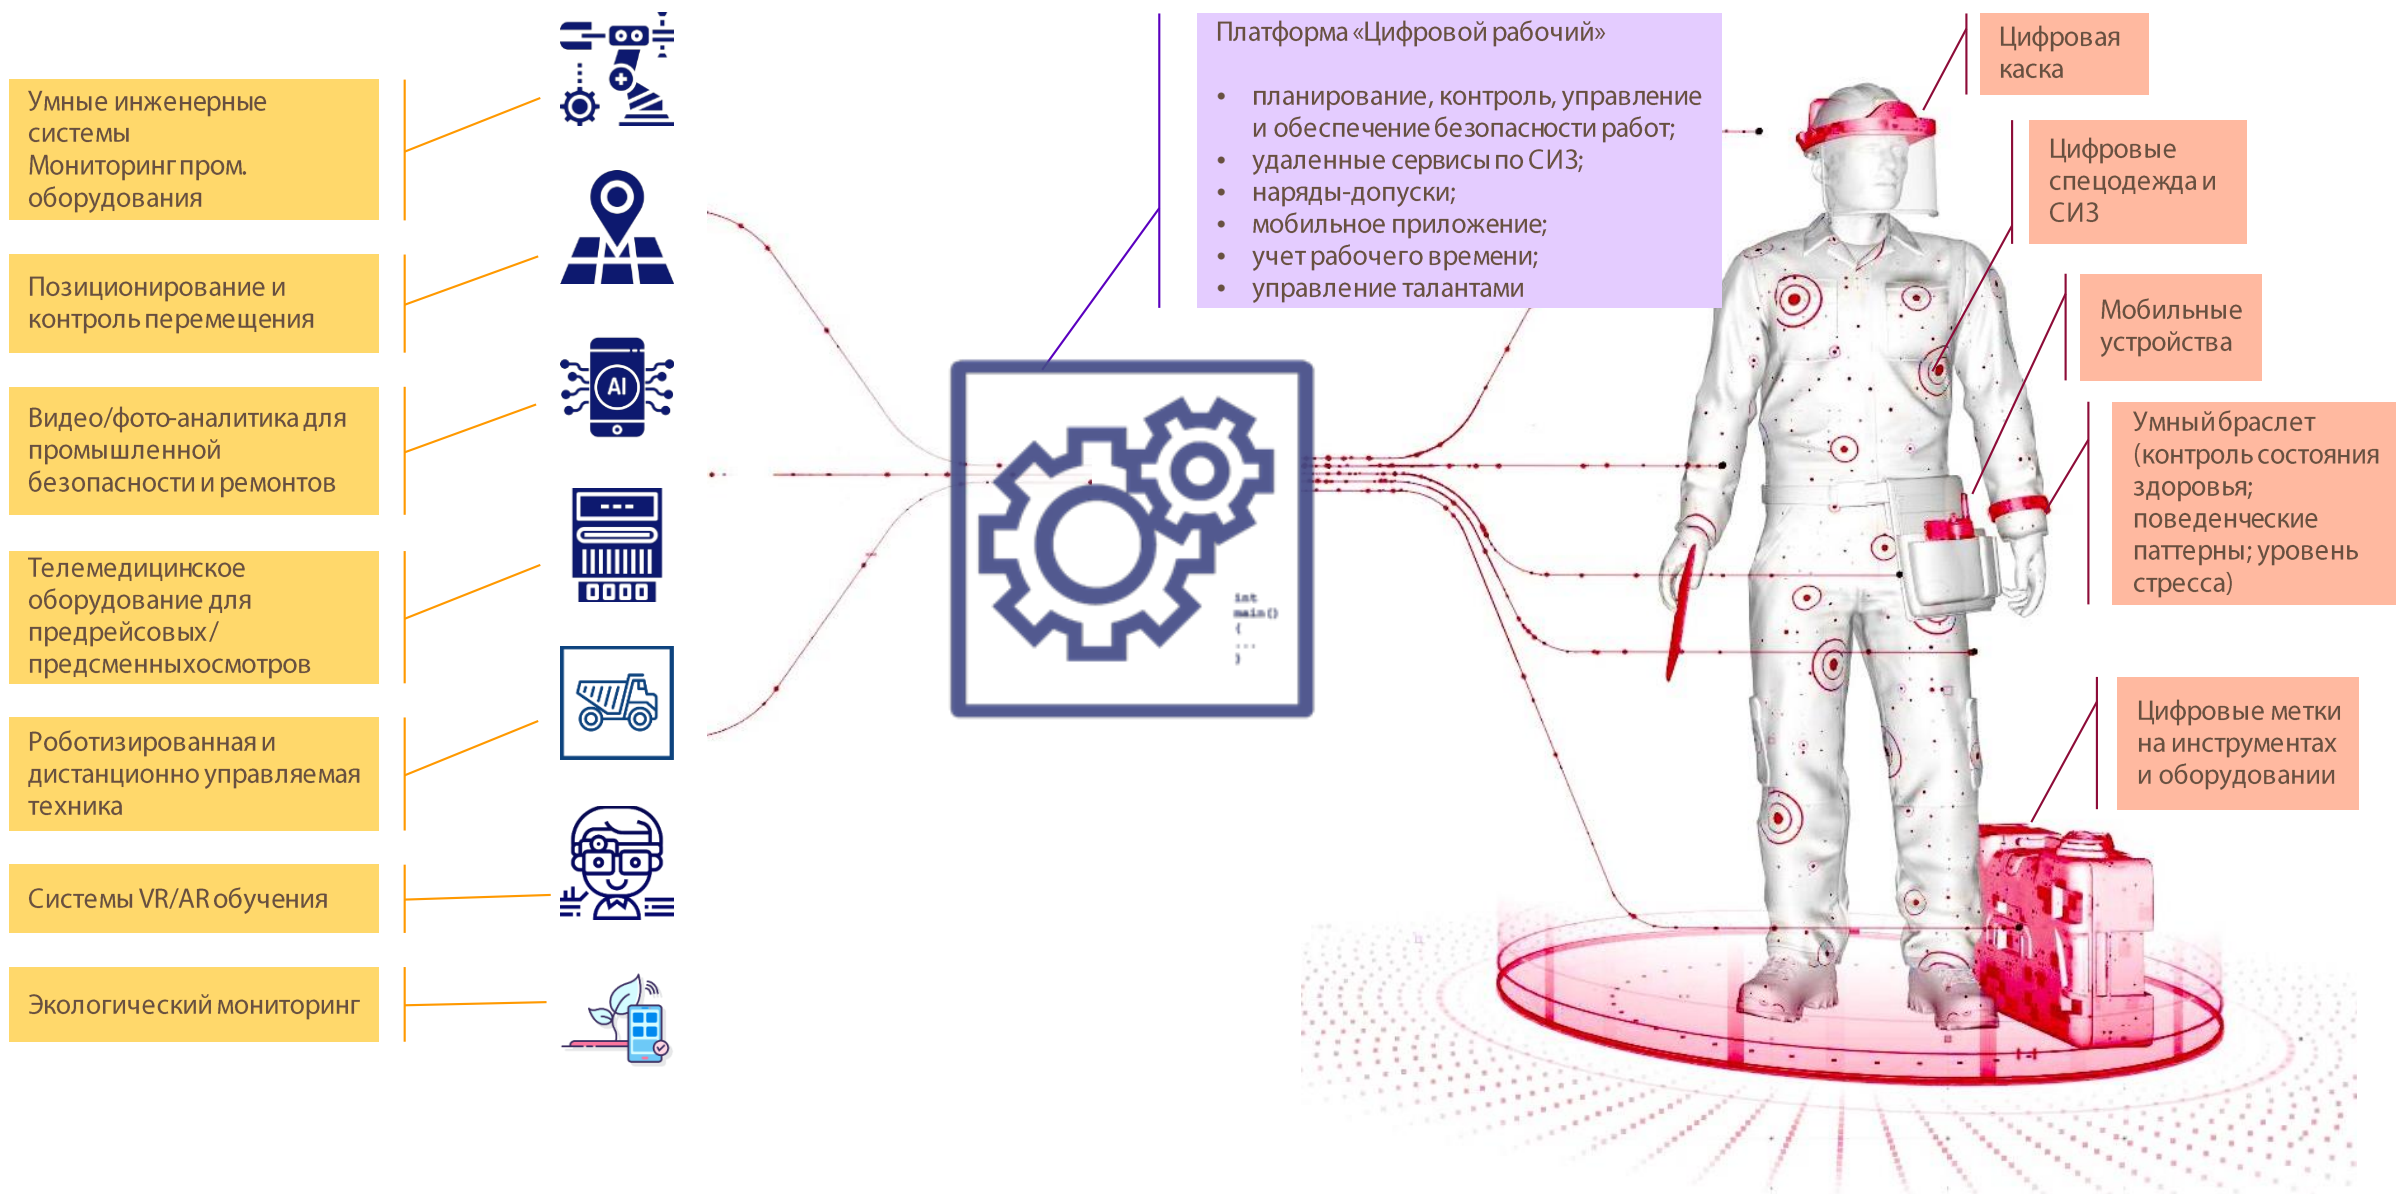 Умные инженерные
системы
Мониторинг пром.
оборудования
Позиционирование и
контроль перемещения
Видео/фото-аналитика для
промышленной
безопасности и ремонтов
Телемедицинское
оборудование для
предрейсовых/
предсменныхосмотров
Роботизированная и
дистанционно управляемая
техника
Системы VR/AR обучения
Экологический мониторинг
AI
Платформа «Цифровой рабочий»
• планирование, контроль, управление
и обеспечение безопасности работ;
• удаленные сервисы по СИЗ;
• наряды-допуски;
• мобильное приложение;
• учет рабочего времени;
• управление талантами
int
main()
{
...
}
Цифровая
каска
Цифровые
спецодежда и
СИЗ
Мобильные
устройства
Умный браслет
(контроль состояния
здоровья;
поведенческие
паттерны; уровень
стресса)
Цифровые метки
на инструментах
и оборудовании